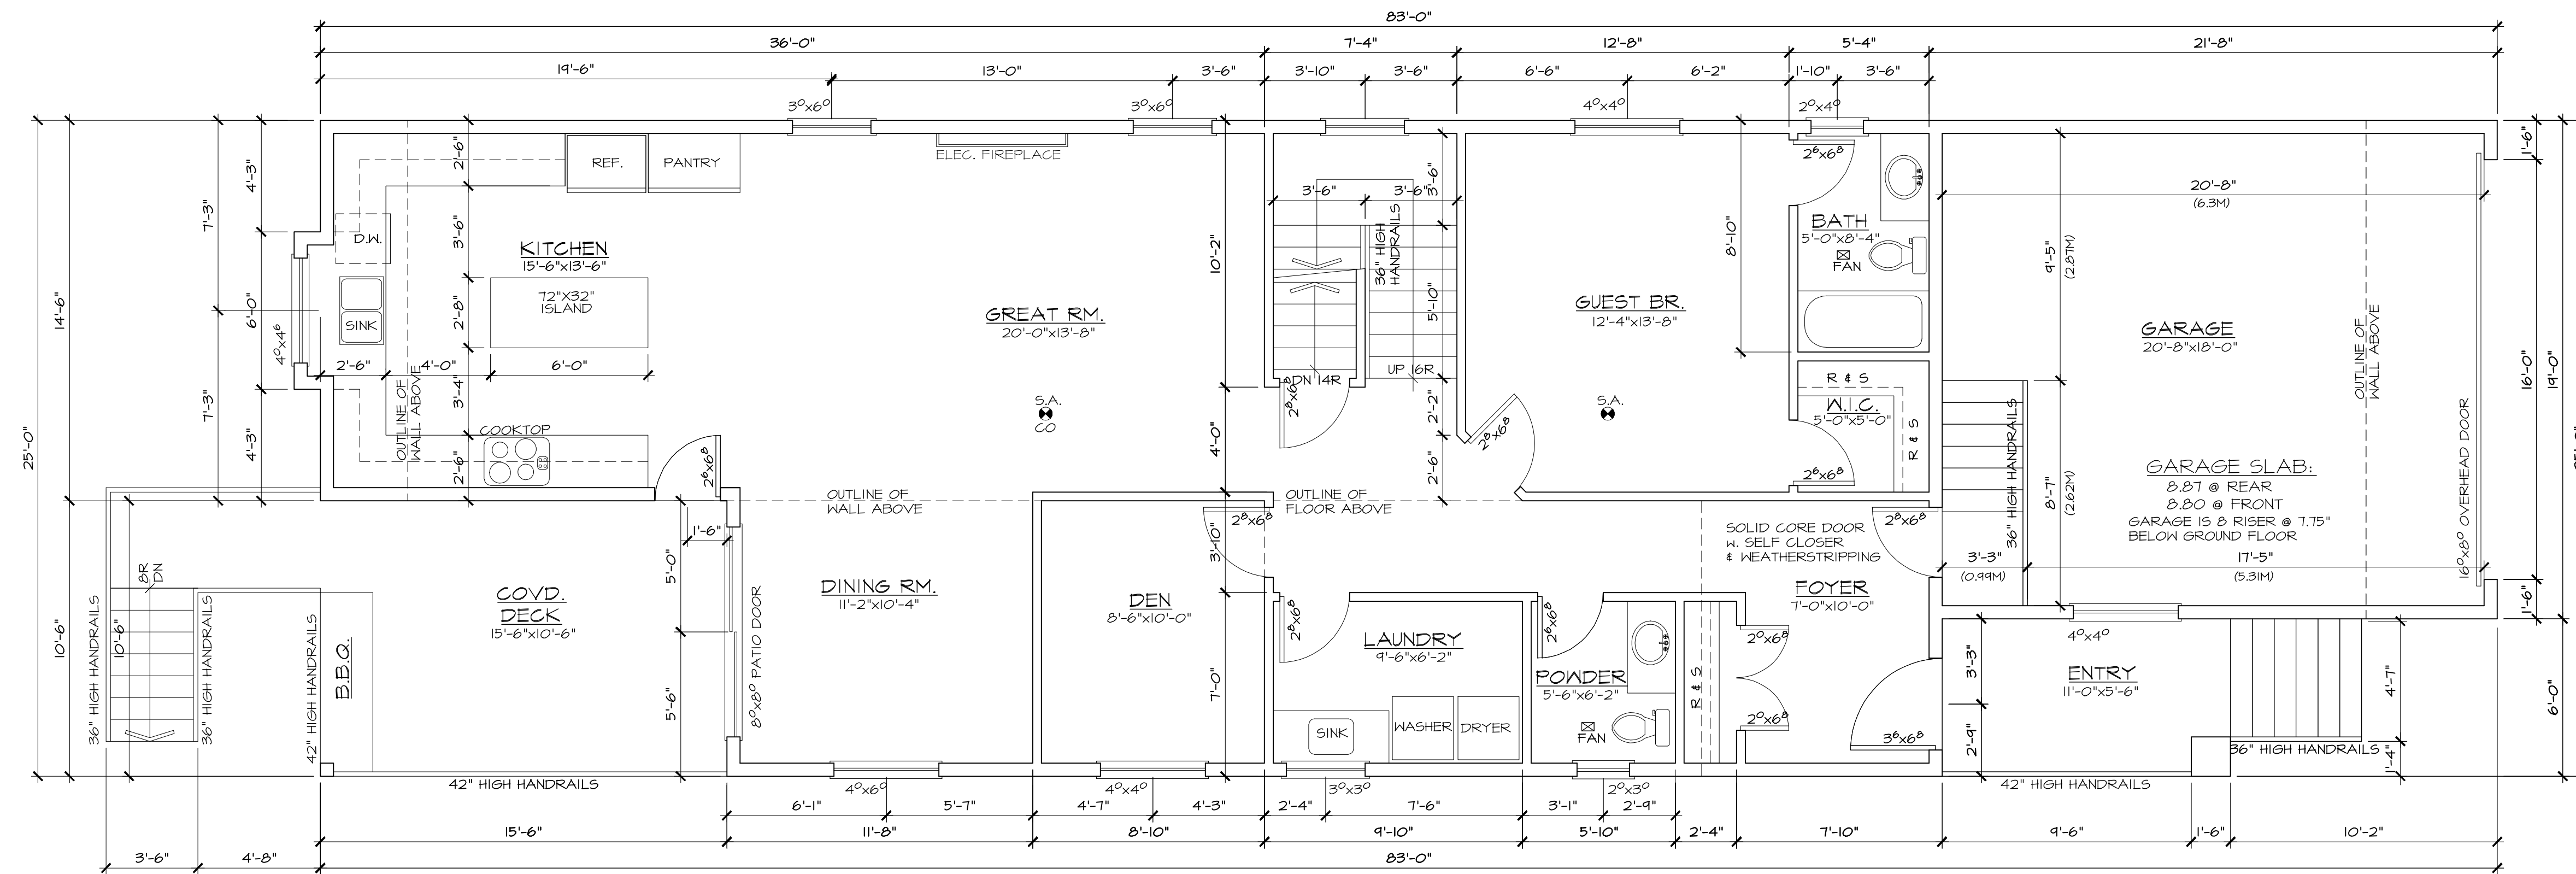 83'-0"
36'-0" 7'-4" 12'-8" 5'-4" 21'-8"
19'-6" 13'-0" 3'-6" 3'-10" 3'-6" 6'-6" 6'-2" 1'-10" 3'-6"
3⁰x6⁰ 3⁰x6⁰ 4⁰x4⁰ 2⁰x4⁰
25'-0"
14'-6"
10'-6"
7'-3"
7'-3"
4'-3"
6'-0"
4'-3"
4⁰x4⁶
2'-6"
3'-6"
2'-8"
3'-4"
2'-6"
REF.
PANTRY
D.W.
SINK
KITCHEN
15'-6"x13'-6"
72"X32"
ISLAND
2'-6" 4'-0" 6'-0"
OUTLINE OF
WALL ABOVE
COOKTOP
2⁶x6⁸
ELEC. FIREPLACE
GREAT RM.
20'-0"x13'-8"
S.A.
CO
10'-2"
4'-0"
3'-10"
7'-0"
3'-6" 3'-6"
36" HIGH
HANDRAILS
3'-6"
5'-10"
2'-2"
2'-6"
DN 14R
UP 16R
2⁸x6⁸
GUEST BR.
12'-4"x13'-8"
S.A.
2⁸x6⁸
8'-10"
2⁶x6⁸
BATH
5'-0"x8'-4"
FAN
R & S
W.I.C.
5'-0"x5'-0"
R & S
2⁶x6⁸
20'-8"
(6.3M)
9'-5"
(2.87M)
8'-7"
(2.62M)
GARAGE
20'-8"x18'-0"
OUTLINE OF
WALL ABOVE
36" HIGH HANDRAILS
GARAGE SLAB:
8.87 @ REAR
8.80 @ FRONT
GARAGE IS 8 RISER @ 7.75"
BELOW GROUND FLOOR
3'-3"
(0.99M)
17'-5"
(5.31M)
16⁰x8⁰ OVERHEAD DOOR
1'-6"
16'-0"
1'-6"
19'-0"
6'-0"
36" HIGH HANDRAILS
10'-6"
8R
DN
36" HIGH HANDRAILS
42" HIGH HANDRAILS
B.B.Q.
COVD.
DECK
15'-6"x10'-6"
42" HIGH HANDRAILS
1'-6"
5'-0"
5'-6"
8⁰x8⁰ PATIO DOOR
OUTLINE OF
WALL ABOVE
DINING RM.
11'-2"x10'-4"
DEN
8'-6"x10'-0"
2⁸x6⁸
OUTLINE OF
FLOOR ABOVE
2⁸x6⁸
LAUNDRY
9'-6"x6'-2"
SINK
WASHER
DRYER
2⁶x6⁸
POWDER
5'-6"x6'-2"
FAN
R & S
2⁰x6⁸
2⁰x6⁸
SOLID CORE DOOR
W. SELF CLOSER
& WEATHERSTRIPPING
2⁸x6⁸
FOYER
7'-0"x10'-0"
3⁶x6⁸
3'-3"
2'-9"
4⁰x4⁰
ENTRY
11'-0"x5'-6"
42" HIGH HANDRAILS
36" HIGH HANDRAILS
4'-7"
1'-4"
4⁰x6⁰ 4⁰x4⁰ 3⁰x3⁰ 2⁰x3⁰
6'-1" 5'-7" 4'-7" 4'-3" 2'-4" 7'-6" 3'-1" 2'-9"
15'-6" 11'-8" 8'-10" 9'-10" 5'-10" 2'-4" 7'-10" 9'-6" 1'-6" 10'-2"
3'-6" 4'-8" 83'-0"